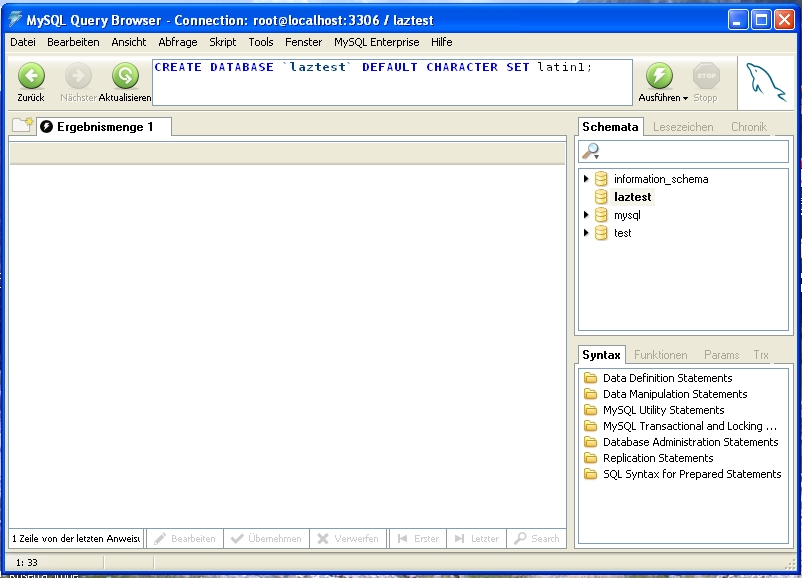 MySQL Query Browser - Connection: root@localhost:3306 / laztest
Datei Bearbeiten Ansicht Abfrage Skript Tools Fenster MySQL Enterprise Hilfe
CREATE DATABASE `laztest` DEFAULT CHARACTER SET latin1;
Zurück Nächster Aktualisieren Ausführen STOP Stopp
Ergebnismenge 1
Schemata Lesezeichen Chronik
information_schema
laztest
mysql
test
Syntax Funktionen Params Trx
Data Definition Statements
Data Manipulation Statements
MySQL Utility Statements
MySQL Transactional and Locking ...
Database Administration Statements
Replication Statements
SQL Syntax for Prepared Statements
1 Zeile von der letzten Anweisu Bearbeiten Übernehmen Verwerfen Erster Letzter Search
1: 33